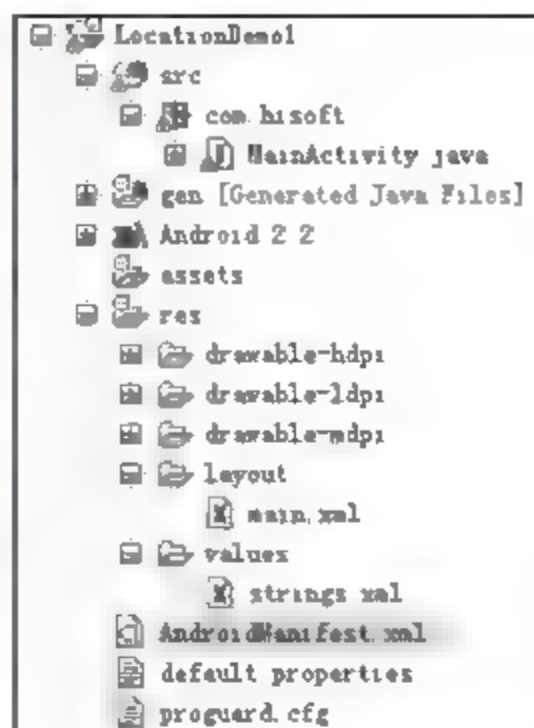 LocationDemo1
src
com.hisoft
MainActivity.java
gen [Generated Java Files]
Android 2.2
assets
res
drawable-hdpi
drawable-ldpi
drawable-mdpi
layout
main.xml
values
strings.xml
AndroidManifest.xml
default.properties
proguard.cfg